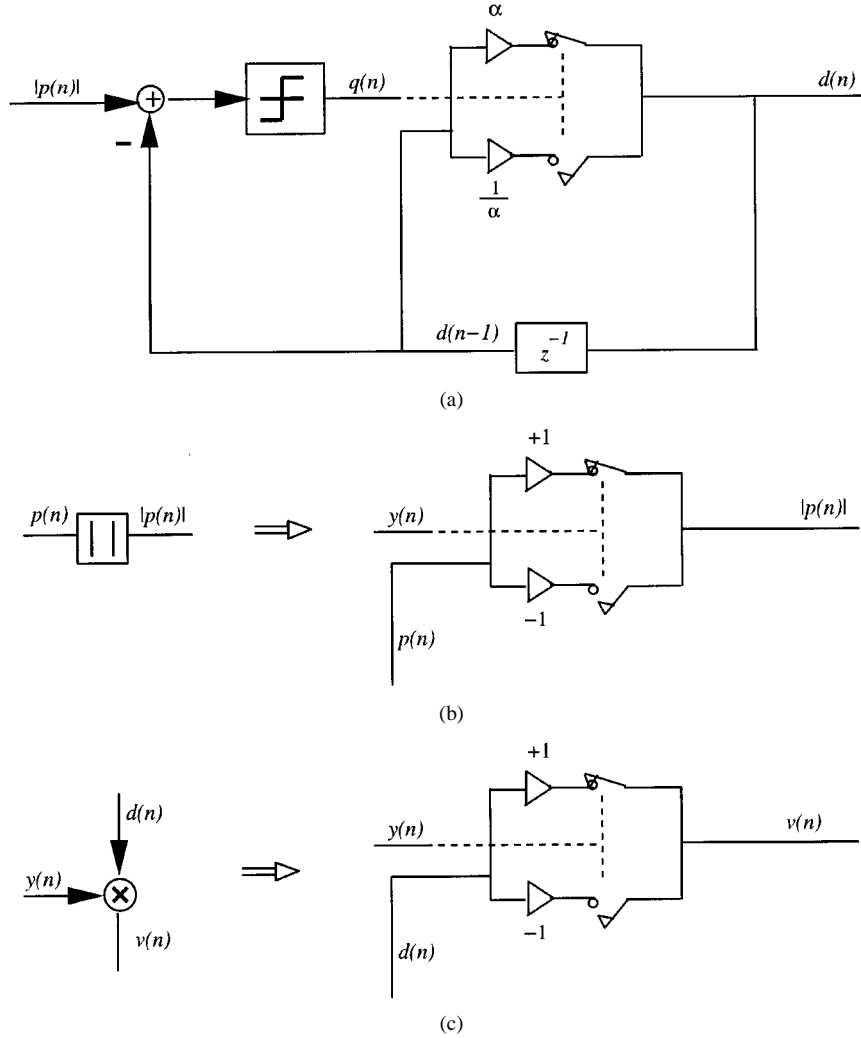 α
|p(n)|
+
q(n)
d(n)
−
1
α
d(n−1)
z⁻¹
(a)
+1
p(n)
|p(n)|
| |
y(n)
|p(n)|
−1
p(n)
(b)
+1
d(n)
y(n)
v(n)
y(n)
×
v(n)
−1
d(n)
(c)